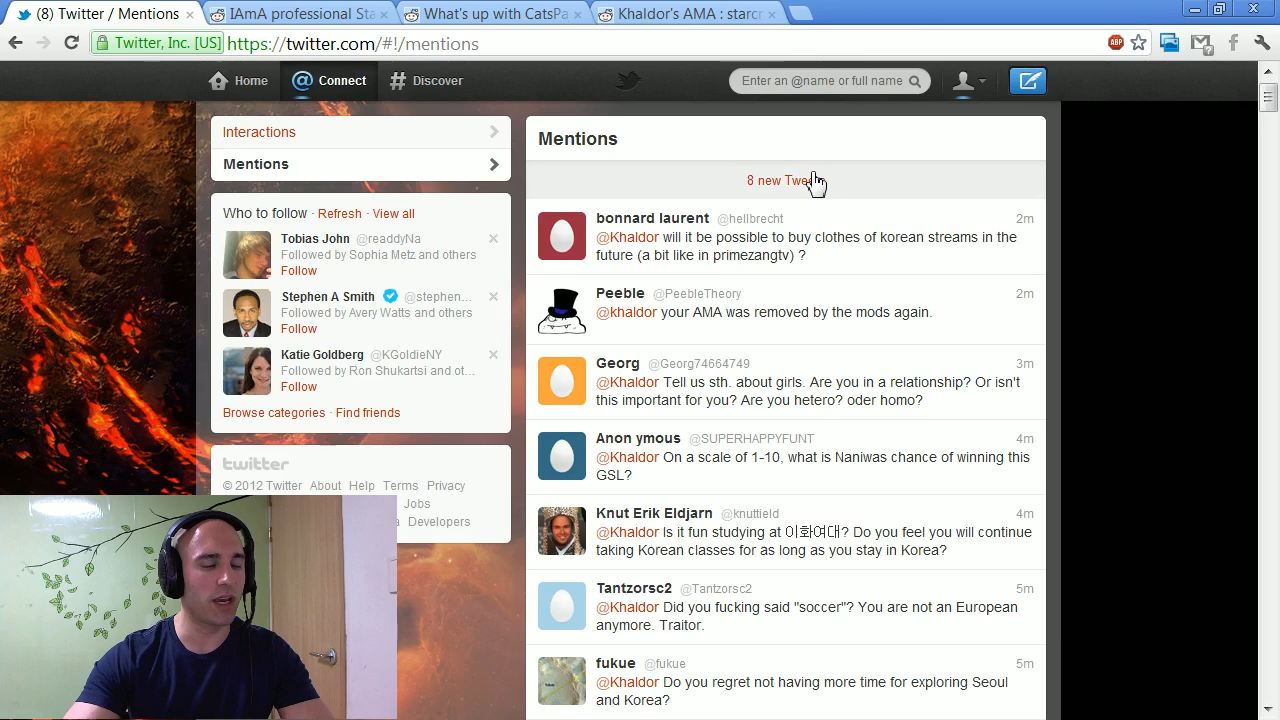 (8) Twitter / Mentions
IAmA professional Sta
What's up with CatsPa
Khaldor's AMA : starcr
Twitter, Inc. [US]
https://twitter.com/#!/mentions
ABP
Home
@ Connect
# Discover
Enter an @name or full name
Interactions
Mentions
Who to follow · Refresh · View all
Tobias John @readdyNa
Followed by Sophia Metz and others
Follow
Stephen A Smith @stephen...
Followed by Avery Watts and others
Follow
Katie Goldberg @KGoldieNY
Followed by Ron Shukartsi and ot...
Follow
Browse categories · Find friends
twitter
© 2012 Twitter About Help Terms Privacy
Jobs
Developers
Mentions
8 new
bonnard laurent @hellbrecht 2m
@Khaldor will it be possible to buy clothes of korean streams in the
future (a bit like in primezangtv) ?
Peeble @PeebleTheory 2m
@khaldor your AMA was removed by the mods again.
Georg @Georg74664749 3m
@Khaldor Tell us sth. about girls. Are you in a relationship? Or isn't
this important for you? Are you hetero? oder homo?
Anon ymous @SUPERHAPPYFUNT 4m
@Khaldor On a scale of 1-10, what is Naniwas chance of winning this
GSL?
Knut Erik Eldjarn @knuttield 4m
@Khaldor Is it fun studying at 이화여대? Do you feel you will continue
taking Korean classes for as long as you stay in Korea?
Tantzorsc2 @Tantzorsc2 5m
@Khaldor Did you fucking said "soccer"? You are not an European
anymore. Traitor.
fukue @fukue 5m
@Khaldor Do you regret not having more time for exploring Seoul
and Korea?